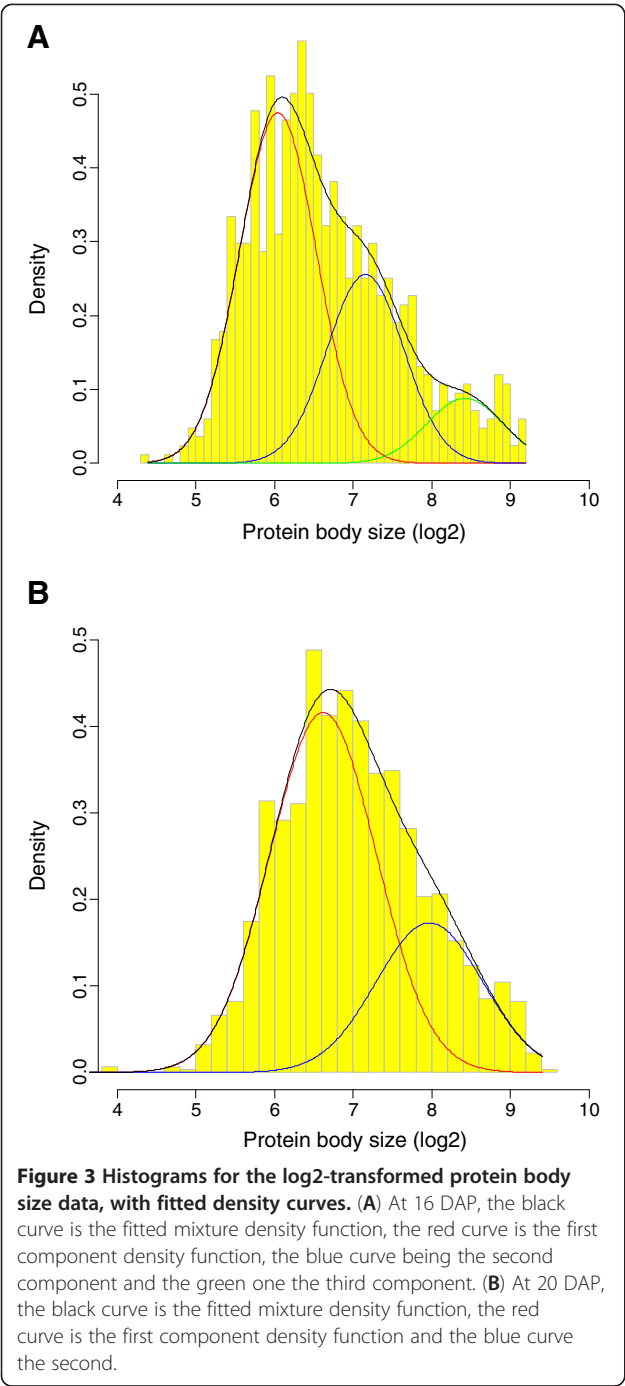 A
Density
0.0 0.1 0.2 0.3 0.4 0.5
4 5 6 7 8 9 10
Protein body size (log2)
B
Density
0.0 0.1 0.2 0.3 0.4 0.5
4 5 6 7 8 9 10
Protein body size (log2)
Figure 3 Histograms for the log2-transformed protein body
size data, with fitted density curves. (A) At 16 DAP, the black
curve is the fitted mixture density function, the red curve is the first
component density function, the blue curve being the second
component and the green one the third component. (B) At 20 DAP,
the black curve is the fitted mixture density function, the red
curve is the first component density function and the blue curve
the second.